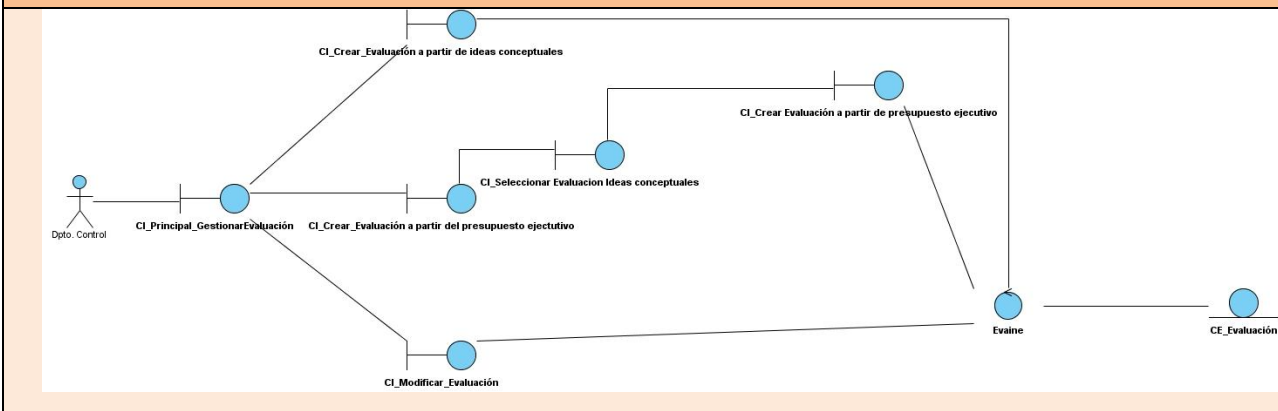 CI_Crear_Evaluación a partir de ideas conceptuales
CI_Crear Evaluación a partir de presupuesto ejecutivo
CI_Seleccionar Evaluacion Ideas conceptuales
Dpto. Control
CI_Principal_GestionarEvaluación
CI_Crear_Evaluación a partir del presupuesto ejectutivo
Evaine
CE_Evaluación
CI_Modificar_Evaluación